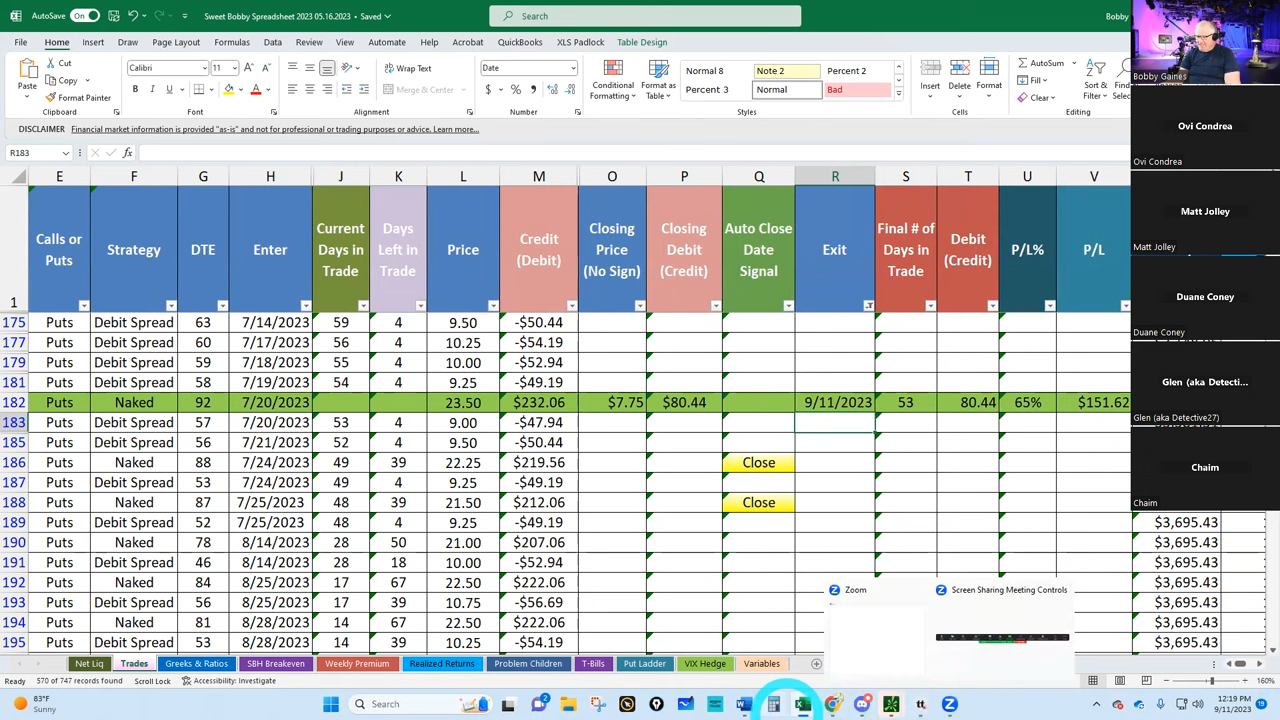 AutoSave On Sweet Bobby Spreadsheet 2023 05.16.2023 • Saved Search Bobby
File Home Insert Draw Page Layout Formulas Data Review View Automate Help Acrobat QuickBooks XLS Padlock Table Design
Cut Calibri 11 Wrap Text Date Normal 8 Note 2 Percent 2 AutoSum
Paste Copy Percent 3 Normal Bad Fill
Format Painter Merge & Center Conditional Formatting Format as Table Insert Delete Format Clear Sort & Filter Find Select
Clipboard Font Alignment Number Styles Cells Editing
DISCLAIMER Financial market information is provided "as-is" and not for professional or trading purposes or advice. Learn more...
R183 fx
E F G H J K L M O P Q R S T U V
1 Calls or Puts Strategy DTE Enter Current Days in Trade Days Left in Trade Price Credit (Debit) Closing Price (No Sign) Closing Debit (Credit) Auto Close Date Signal Exit Final # of Days in Trade Debit (Credit) P/L% P/L
175 Puts Debit Spread 63 7/14/2023 59 4 9.50 -$50.44
177 Puts Debit Spread 60 7/17/2023 56 4 10.25 -$54.19
179 Puts Debit Spread 59 7/18/2023 55 4 10.00 -$52.94
181 Puts Debit Spread 58 7/19/2023 54 4 9.25 -$49.19
182 Puts Naked 92 7/20/2023 23.50 $232.06 $7.75 $80.44 9/11/2023 53 80.44 65% $151.62
183 Puts Debit Spread 57 7/20/2023 53 4 9.00 -$47.94
185 Puts Debit Spread 56 7/21/2023 52 4 9.50 -$50.44
186 Puts Naked 88 7/24/2023 49 39 22.25 $219.56 Close
187 Puts Debit Spread 53 7/24/2023 49 4 9.25 -$49.19
188 Puts Naked 87 7/25/2023 48 39 21.50 $212.06 Close
189 Puts Debit Spread 52 7/25/2023 48 4 9.25 -$49.19 $3,695.43
190 Puts Naked 78 8/14/2023 28 50 21.00 $207.06 $3,695.43
191 Puts Debit Spread 46 8/14/2023 28 18 10.00 -$52.94 $3,695.43
192 Puts Naked 84 8/25/2023 17 67 22.50 $222.06 $3,695.43
193 Puts Debit Spread 56 8/25/2023 17 39 10.75 -$56.69 $3,695.43
194 Puts Naked 81 8/28/2023 14 67 22.50 $222.06 $3,695.43
195 Puts Debit Spread 53 8/28/2023 14 39 10.25 -$54.19 $3,695.43
Zoom Screen Sharing Meeting Controls
Net Liq Trades Greeks & Ratios SBH Breakeven Weekly Premium Realized Returns Problem Children T-Bills Put Ladder VIX Hedge Variables
Ready 570 of 747 records found Scroll Lock Accessibility: Investigate 160%
83°F
Sunny
Search
12:19 PM
9/11/2023
Bobby Gaines
Ovi Condrea
Ovi Condrea
Matt Jolley
Matt Jolley
Duane Coney
Duane Coney
Glen (aka Detecti...
Glen (aka Detective27)
Chaim
Chaim